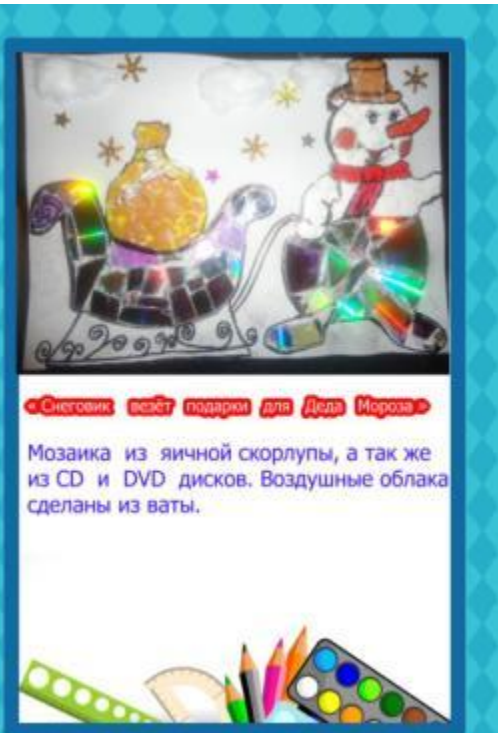 « Снеговик везёт подарки для Деда Мороза »
Мозаика из яичной скорлупы, а так же
из CD и DVD дисков. Воздушные облака
сделаны из ваты.